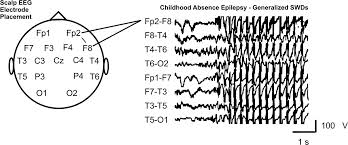 Scalp EEG
Electrode
Placement
Fp1 Fp2
F7 F3 F4 F8
T3 C3 Cz C4 T4
T5 P3 P4 T6
O1 O2
Childhood Absence Epilepsy - Generalized SWDs
Fp2-F8
F8-T4
T4-T6
T6-O2
Fp1-F7
F7-T3
T3-T5
T5-O1
100 V
1 s